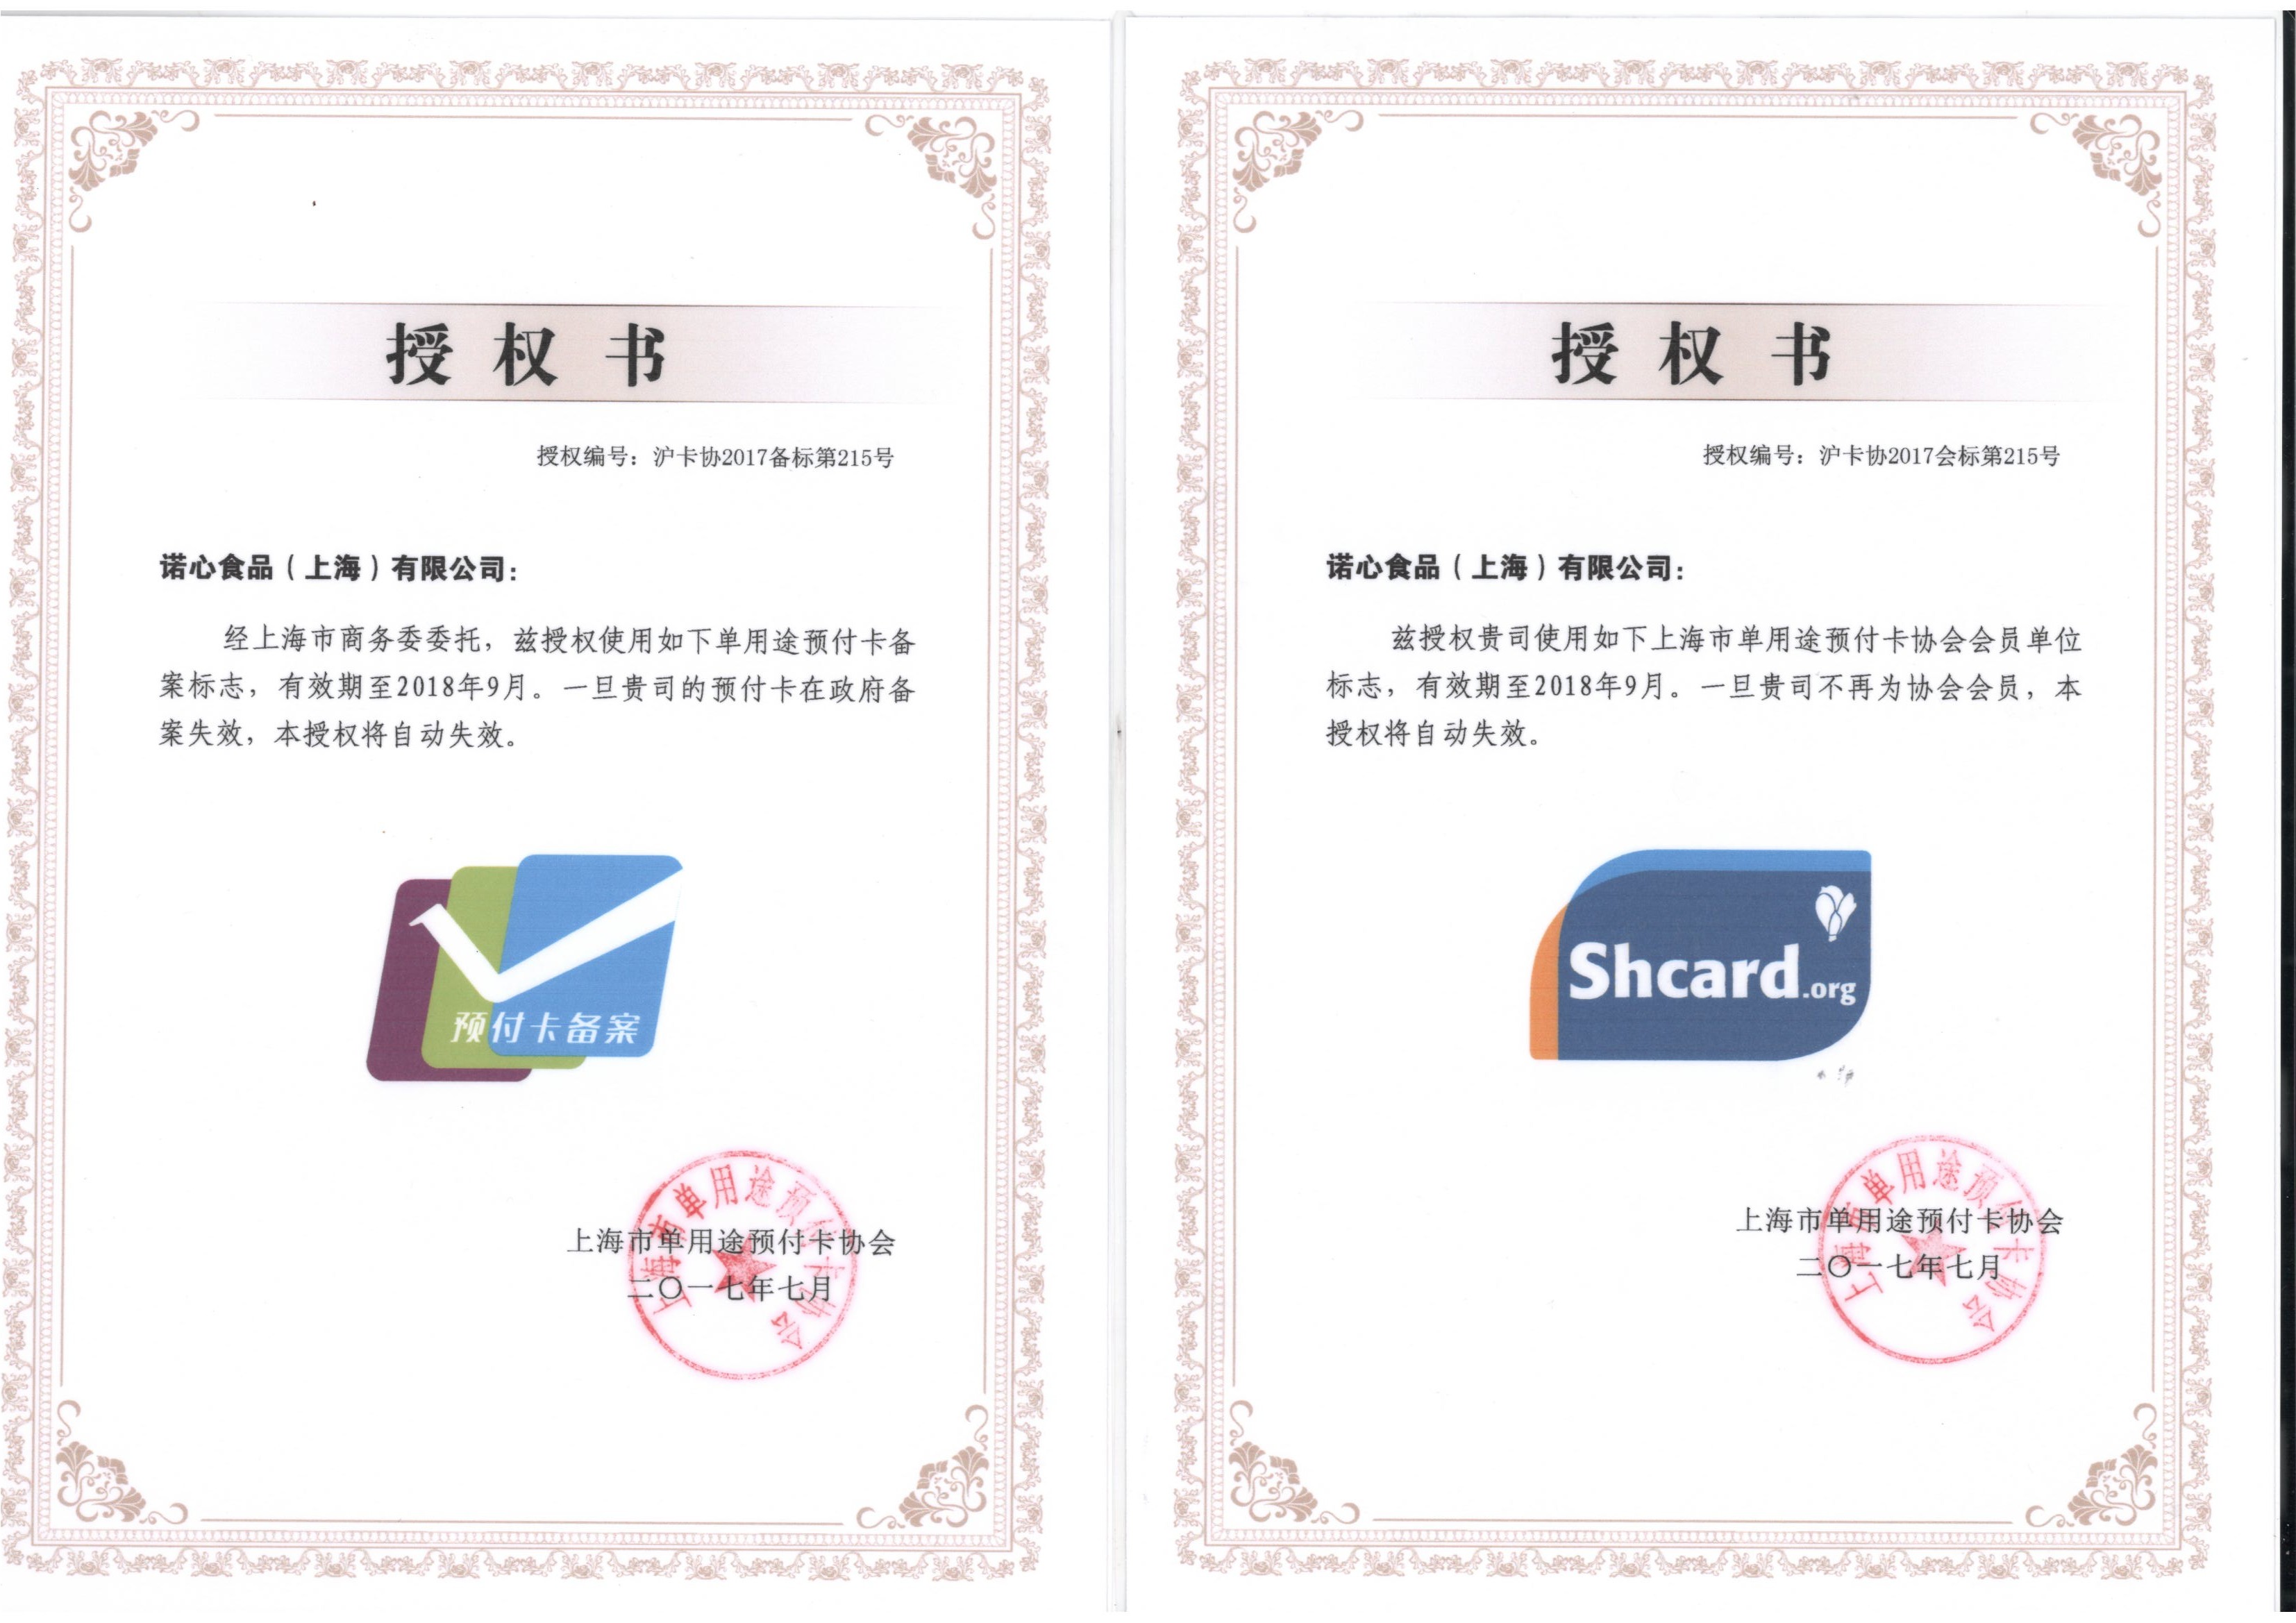 授权书
授权编号：沪卡协2017备标第215号
诺心食品（上海）有限公司：
经上海市商务委委托，兹授权使用如下单用途预付卡备
案标志，有效期至2018年9月。一旦贵司的预付卡在政府备
案失效，本授权将自动失效。
预付卡备案
上海市单用途预付卡协会
二〇一七年七月
上海市单用途预付卡协会
授权书
授权编号：沪卡协2017会标第215号
诺心食品（上海）有限公司：
兹授权贵司使用如下上海市单用途预付卡协会会员单位
标志，有效期至2018年9月。一旦贵司不再为协会会员，本
授权将自动失效。
Shcard.org
上海市单用途预付卡协会
二〇一七年七月
上海市单用途预付卡协会